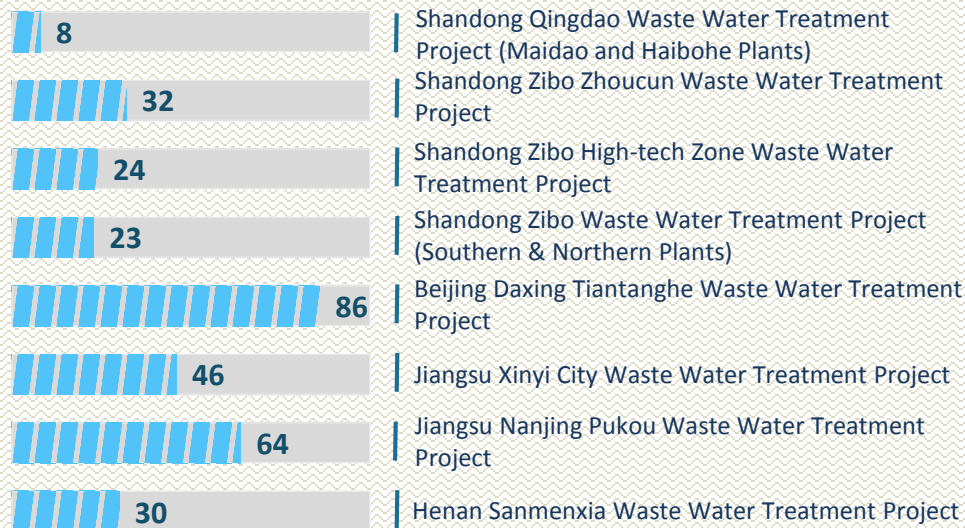 8
Shandong Qingdao Waste Water Treatment
Project (Maidao and Haibohe Plants)
32
Shandong Zibo Zhoucun Waste Water Treatment
Project
24
Shandong Zibo High-tech Zone Waste Water
Treatment Project
23
Shandong Zibo Waste Water Treatment Project
(Southern & Northern Plants)
86
Beijing Daxing Tiantanghe Waste Water Treatment
Project
46
Jiangsu Xinyi City Waste Water Treatment Project
64
Jiangsu Nanjing Pukou Waste Water Treatment
Project
30
Henan Sanmenxia Waste Water Treatment Project